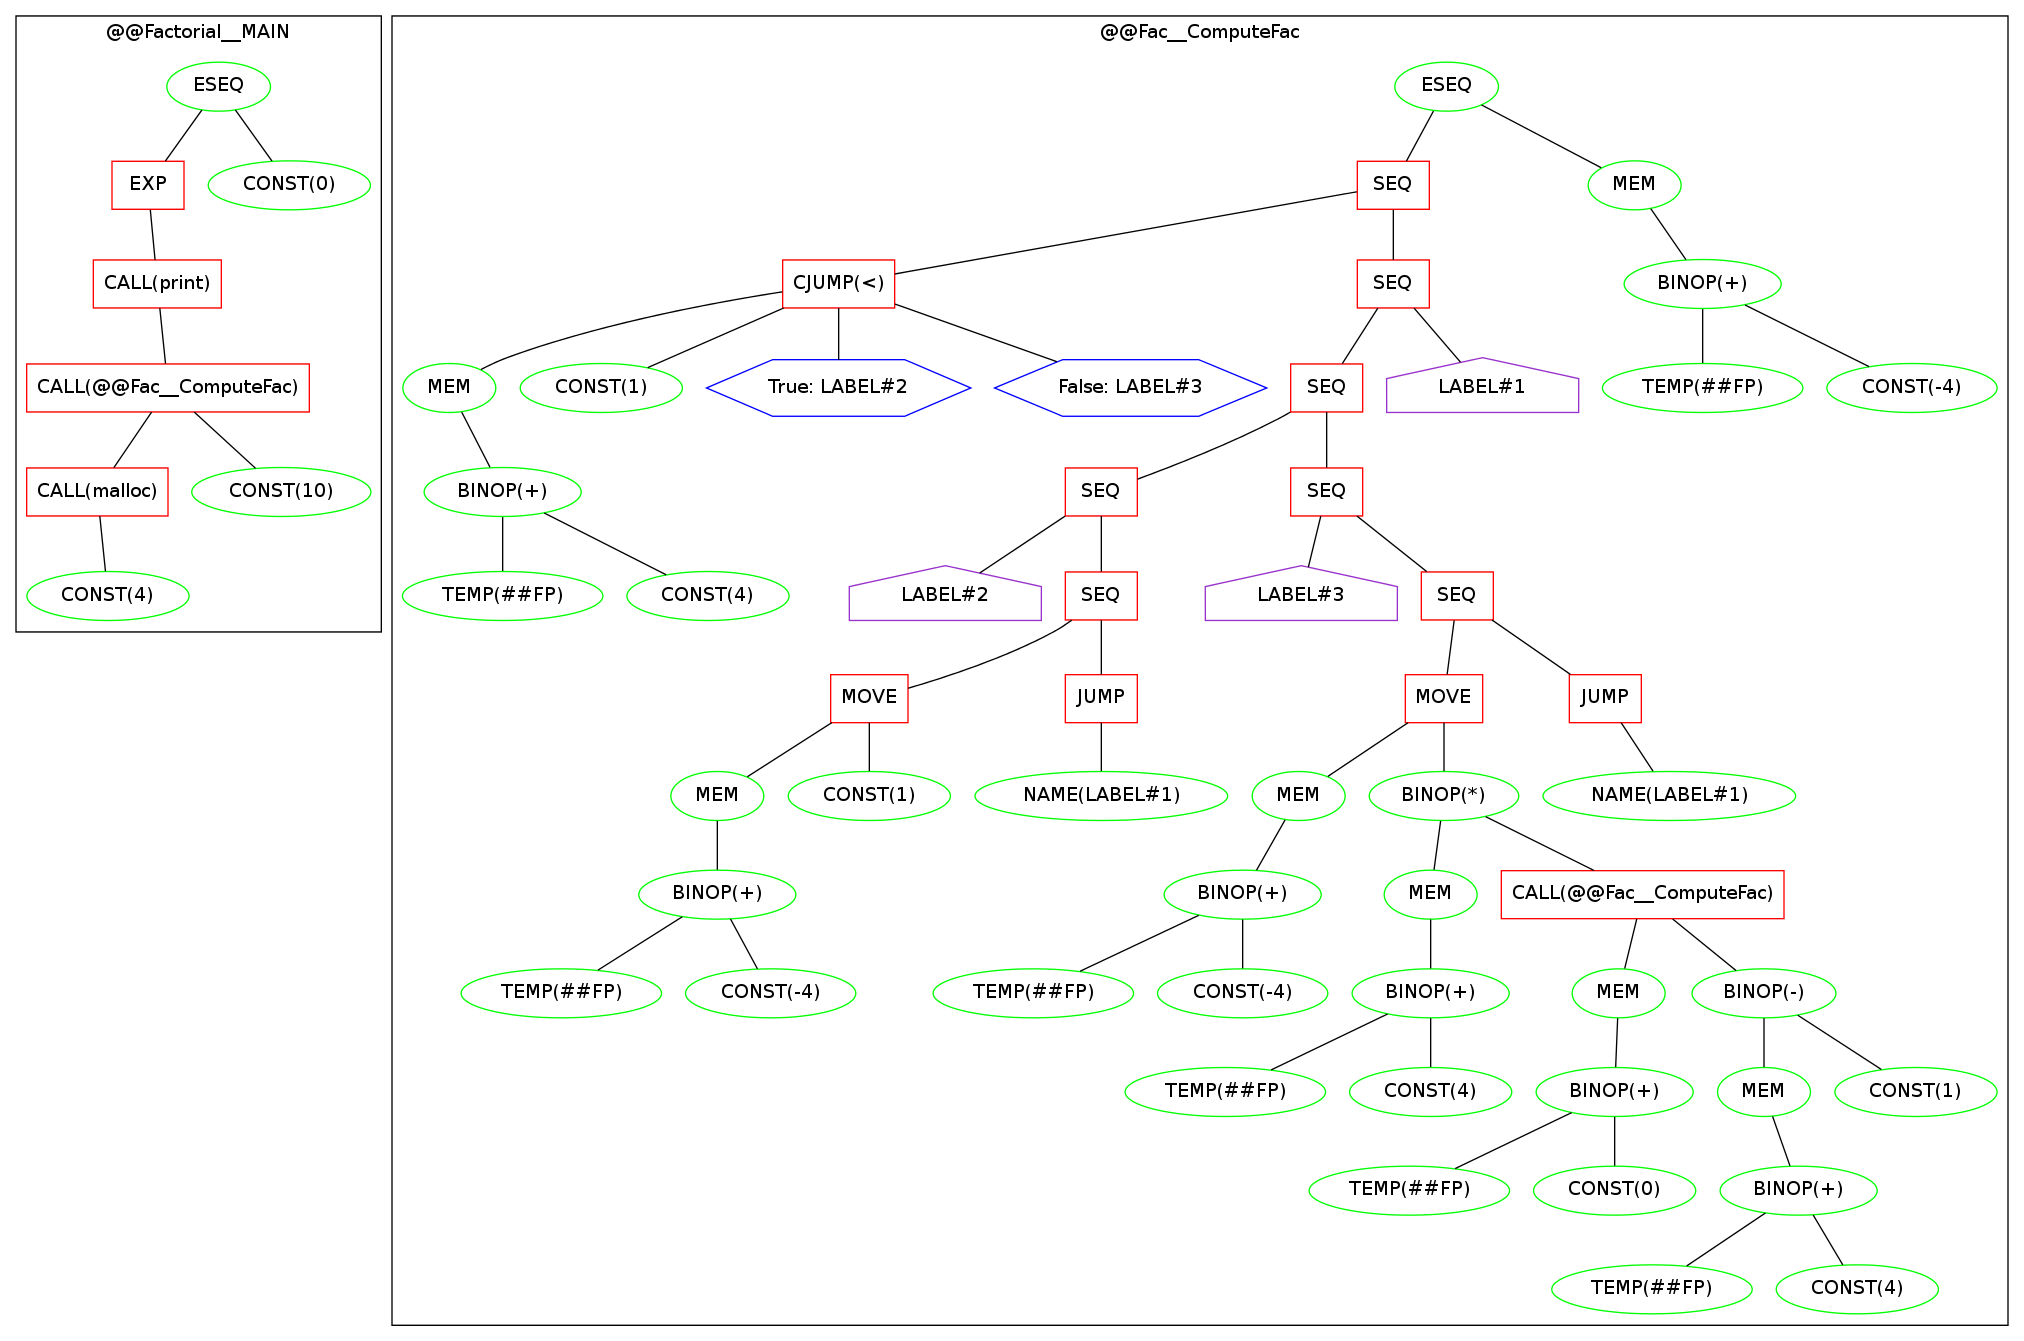 @@Factorial__MAIN
@@Fac__ComputeFac
ESEQ
EXP
CONST(0)
CALL(print)
CALL(@@Fac__ComputeFac)
CALL(malloc)
CONST(10)
CONST(4)
ESEQ
SEQ
MEM
CJUMP(<)
SEQ
BINOP(+)
MEM
CONST(1)
True: LABEL#2
False: LABEL#3
SEQ
LABEL#1
TEMP(##FP)
CONST(-4)
BINOP(+)
SEQ
SEQ
TEMP(##FP)
CONST(4)
LABEL#2
SEQ
LABEL#3
SEQ
MOVE
JUMP
MOVE
JUMP
MEM
CONST(1)
NAME(LABEL#1)
MEM
BINOP(*)
NAME(LABEL#1)
BINOP(+)
BINOP(+)
MEM
CALL(@@Fac__ComputeFac)
TEMP(##FP)
CONST(-4)
TEMP(##FP)
CONST(-4)
BINOP(+)
MEM
BINOP(-)
TEMP(##FP)
CONST(4)
BINOP(+)
MEM
CONST(1)
TEMP(##FP)
CONST(0)
BINOP(+)
TEMP(##FP)
CONST(4)